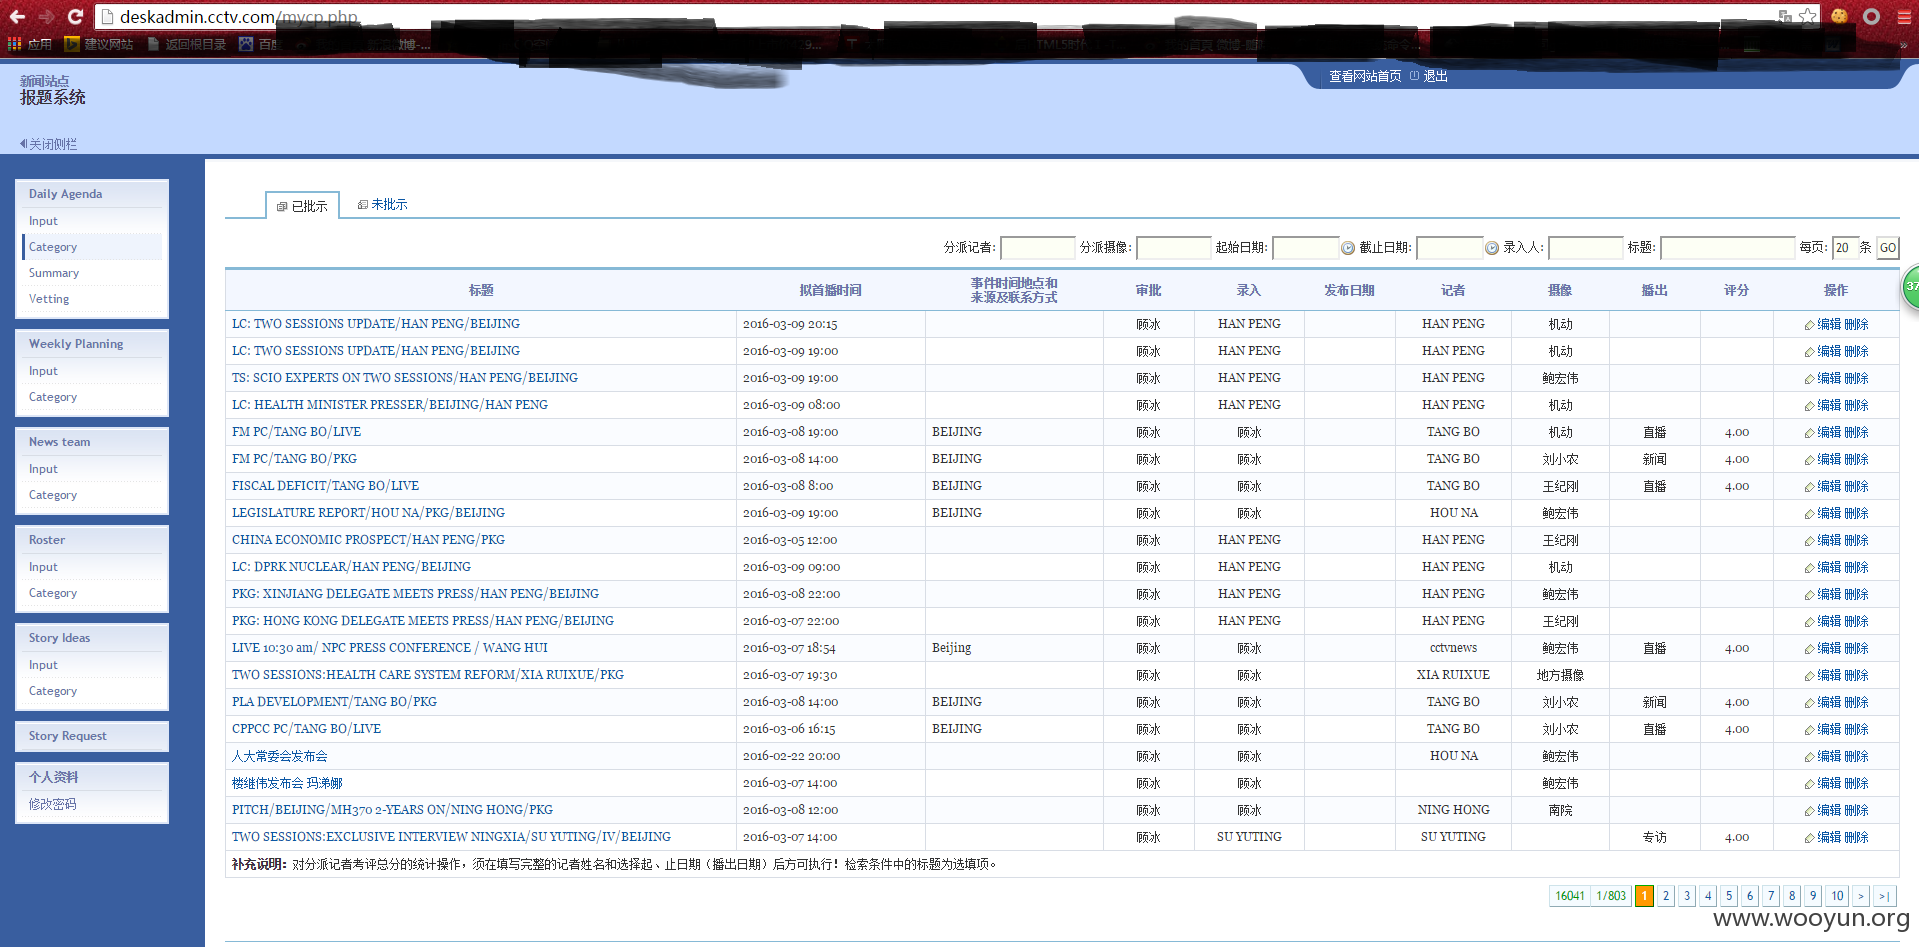 deskadmin.cctv.com/mycp.php
应用 建议网站 返回根目录 百度
新闻站点
报题系统
查看网站首页 退出
关闭侧栏
Daily Agenda
Input
Category
Summary
Vetting
Weekly Planning
Input
Category
News team
Input
Category
Roster
Input
Category
Story Ideas
Input
Category
Story Request
个人资料
修改密码
已批示 未批示
分派记者: 分派摄像: 起始日期: 截止日期: 录入人: 标题: 每页: 20 条 GO
标题 拟首播时间 事件时间地点和 来源及联系方式 审批 录入 发布日期 记者 摄像 播出 评分 操作
LC: TWO SESSIONS UPDATE/HAN PENG/BEIJING 2016-03-09 20:15 顾冰 HAN PENG HAN PENG 机动 编辑 删除
LC: TWO SESSIONS UPDATE/HAN PENG/BEIJING 2016-03-09 19:00 顾冰 HAN PENG HAN PENG 机动 编辑 删除
TS: SCIO EXPERTS ON TWO SESSIONS/HAN PENG/BEIJING 2016-03-09 19:00 顾冰 HAN PENG HAN PENG 鲍宏伟 编辑 删除
LC: HEALTH MINISTER PRESSER/BEIJING/HAN PENG 2016-03-09 08:00 顾冰 HAN PENG HAN PENG 机动 编辑 删除
FM PC/TANG BO/LIVE 2016-03-08 19:00 BEIJING 顾冰 顾冰 TANG BO 机动 直播 4.00 编辑 删除
FM PC/TANG BO/PKG 2016-03-08 14:00 BEIJING 顾冰 顾冰 TANG BO 刘小农 新闻 4.00 编辑 删除
FISCAL DEFICIT/TANG BO/LIVE 2016-03-08 8:00 BEIJING 顾冰 顾冰 TANG BO 王纪刚 直播 4.00 编辑 删除
LEGISLATURE REPORT/HOU NA/PKG/BEIJING 2016-03-09 19:00 BEIJING 顾冰 顾冰 HOU NA 鲍宏伟 编辑 删除
CHINA ECONOMIC PROSPECT/HAN PENG/PKG 2016-03-05 12:00 顾冰 HAN PENG HAN PENG 王纪刚 编辑 删除
LC: DPRK NUCLEAR/HAN PENG/BEIJING 2016-03-09 09:00 顾冰 HAN PENG HAN PENG 机动 编辑 删除
PKG: XINJIANG DELEGATE MEETS PRESS/HAN PENG/BEIJING 2016-03-08 22:00 顾冰 HAN PENG HAN PENG 鲍宏伟 编辑 删除
PKG: HONG KONG DELEGATE MEETS PRESS/HAN PENG/BEIJING 2016-03-07 22:00 顾冰 HAN PENG HAN PENG 王纪刚 编辑 删除
LIVE 10:30 am/ NPC PRESS CONFERENCE / WANG HUI 2016-03-07 18:54 Beijing 顾冰 顾冰 cctvnews 鲍宏伟 直播 4.00 编辑 删除
TWO SESSIONS:HEALTH CARE SYSTEM REFORM/XIA RUIXUE/PKG 2016-03-07 19:30 顾冰 顾冰 XIA RUIXUE 地方摄像 编辑 删除
PLA DEVELOPMENT/TANG BO/PKG 2016-03-08 14:00 BEIJING 顾冰 顾冰 TANG BO 刘小农 新闻 4.00 编辑 删除
CPPCC PC/TANG BO/LIVE 2016-03-06 16:15 BEIJING 顾冰 顾冰 TANG BO 刘小农 直播 4.00 编辑 删除
人大常委会发布会 2016-02-22 20:00 顾冰 顾冰 HOU NA 鲍宏伟 编辑 删除
楼继伟发布会 玛涕娜 2016-03-07 14:00 顾冰 顾冰 鲍宏伟 编辑 删除
PITCH/BEIJING/MH370 2-YEARS ON/NING HONG/PKG 2016-03-08 12:00 顾冰 顾冰 NING HONG 南院 编辑 删除
TWO SESSIONS:EXCLUSIVE INTERVIEW NINGXIA/SU YUTING/IV/BEIJING 2016-03-07 14:00 顾冰 SU YUTING SU YUTING 专访 4.00 编辑 删除
补充说明: 对分派记者考评总分的统计操作，须在填写完整的记者姓名和选择起、止日期（播出日期）后方可执行！检索条件中的标题为选填项。
16041 1/803 1 2 3 4 5 6 7 8 9 10 > >|
www.wooyun.org
37